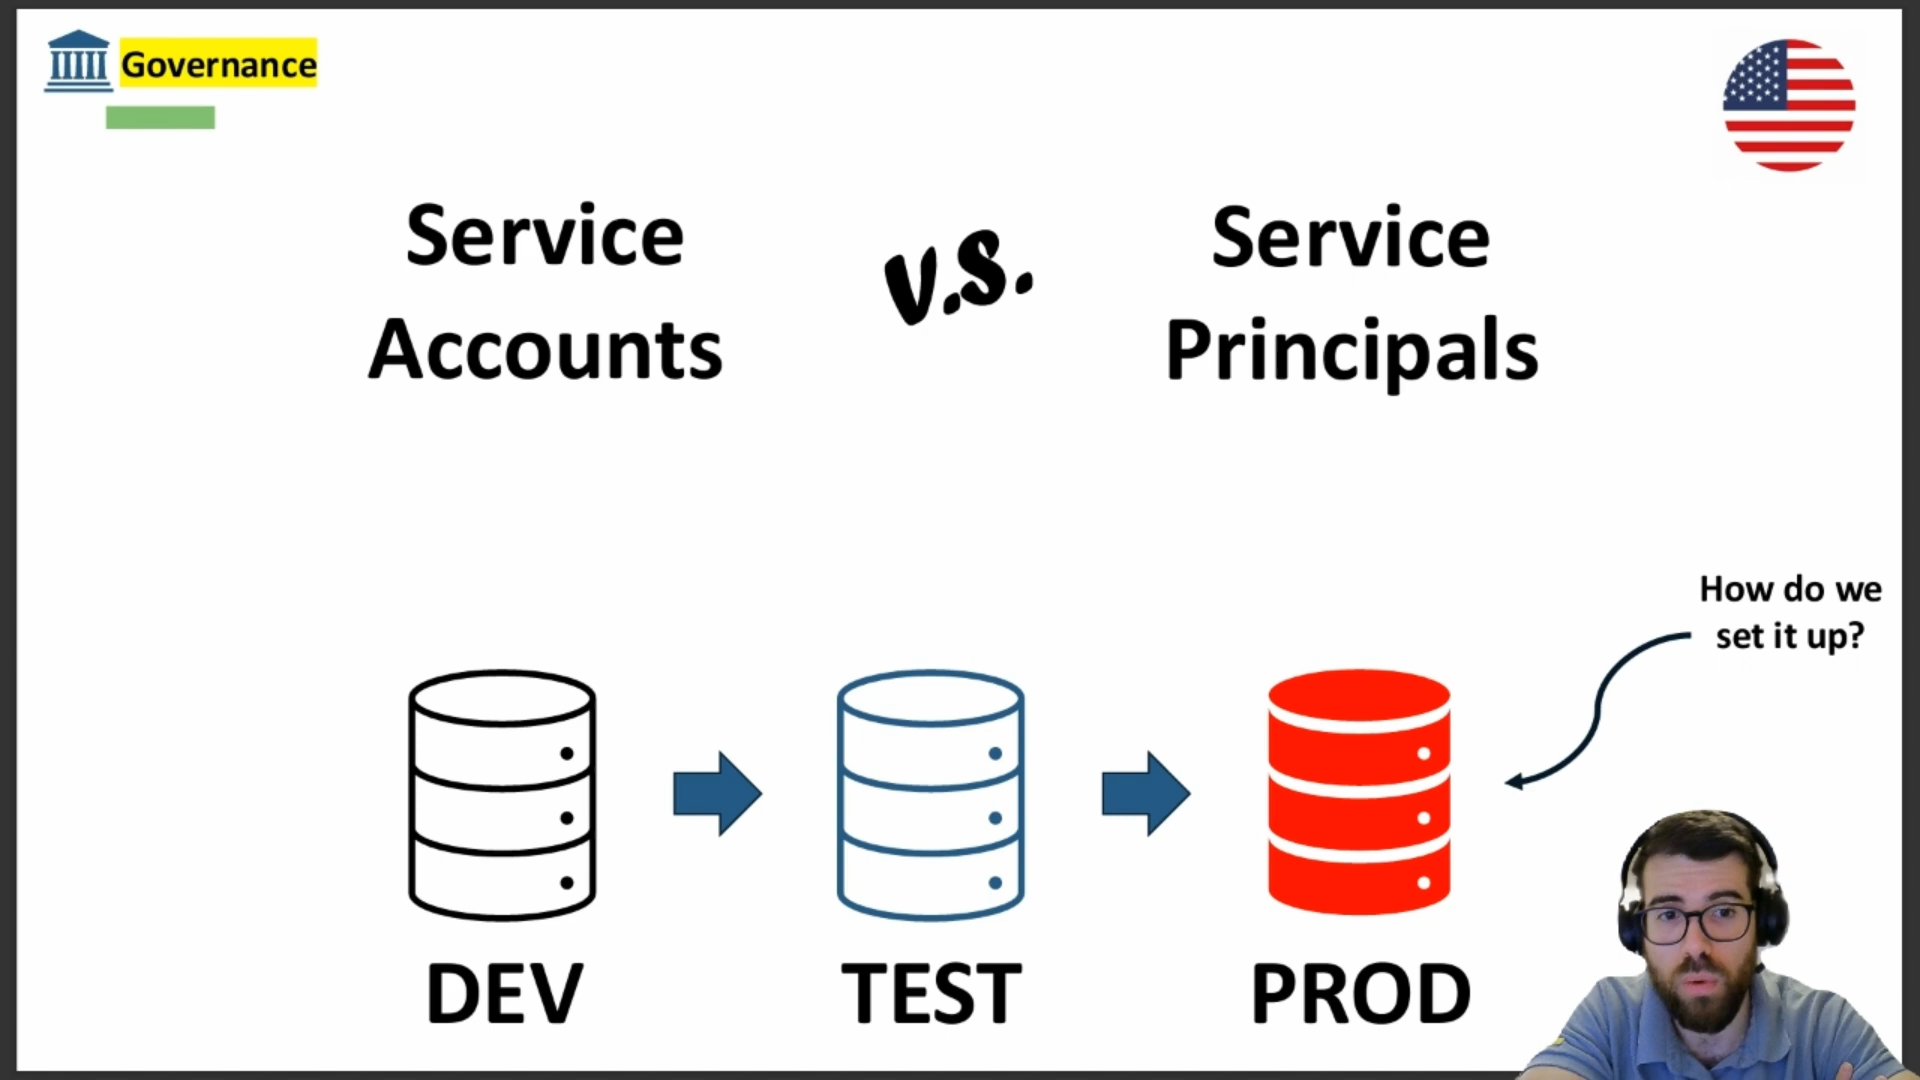 Governance
Service
Accounts
v.s.
Service
Principals
How do we
set it up?
DEV
TEST
PROD